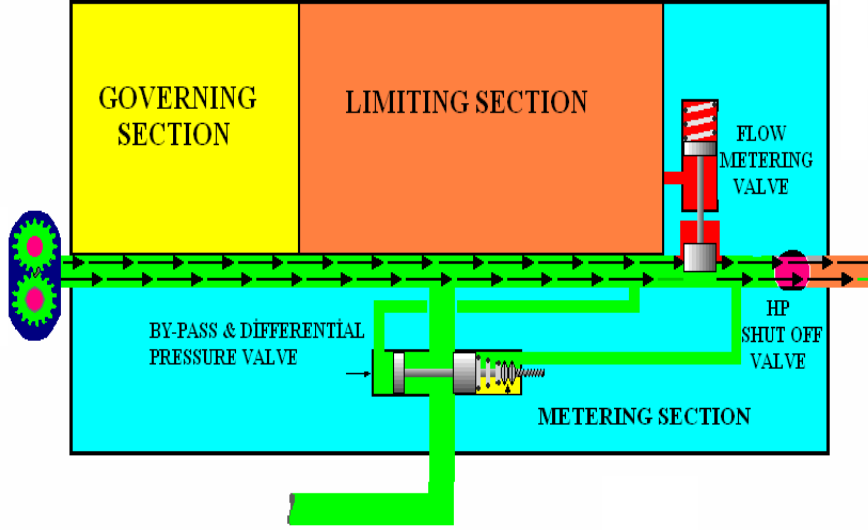 GOVERNING
SECTION
LIMITING SECTION
FLOW
METERING
VALVE
BY-PASS & DİFFERENTİAL
PRESSURE VALVE
HP
SHUT OFF
VALVE
METERING SECTION